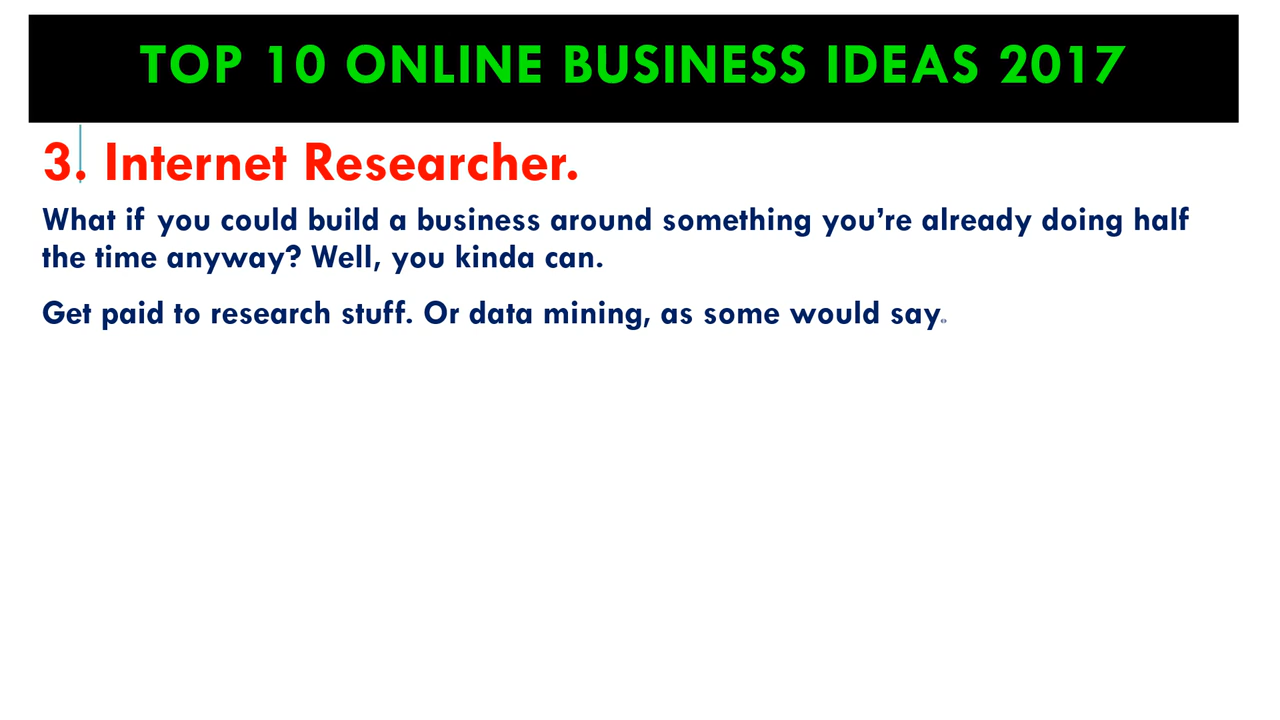 TOP 10 ONLINE BUSINESS IDEAS 2017
3. Internet Researcher.
What if you could build a business around something you’re already doing half
the time anyway? Well, you kinda can.
Get paid to research stuff. Or data mining, as some would say.